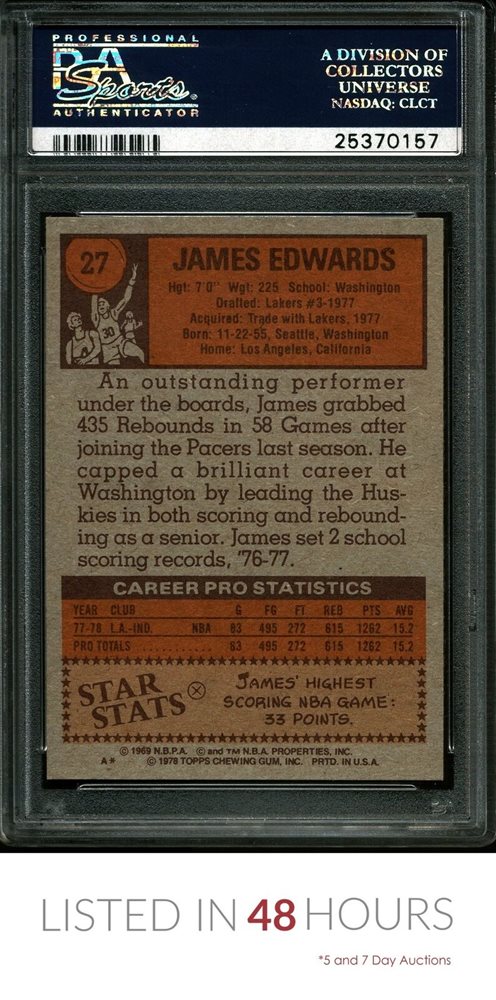 PROFESSIONAL
PSA
Sports
AUTHENTICATOR
A DIVISION OF
COLLECTORS
UNIVERSE
NASDAQ: CLCT
25370157
27
30
JAMES EDWARDS
Hgt: 7'0" Wgt: 225 School: Washington
Drafted: Lakers #3-1977
Acquired: Trade with Lakers, 1977
Born: 11-22-55, Seattle, Washington
Home: Los Angeles, California
An outstanding performer
under the boards, James grabbed
435 Rebounds in 58 Games after
joining the Pacers last season. He
capped a brilliant career at
Washington by leading the Hus-
kies in both scoring and rebound-
ing as a senior. James set 2 school
scoring records, '76-77.
CAREER PRO STATISTICS
YEAR CLUB G FG FT REB PTS AVG
77-78 L.A.-IND. NBA 83 495 272 615 1262 15.2
PRO TOTALS ............ 83 495 272 615 1262 15.2
STAR
STATS
JAMES' HIGHEST
SCORING NBA GAME:
33 POINTS.
© 1969 N.B.P.A. © and TM N.B.A. PROPERTIES, INC.
A* © 1978 TOPPS CHEWING GUM, INC. PRTD. IN U.S.A.
LISTED IN 48 HOURS
*5 and 7 Day Auctions